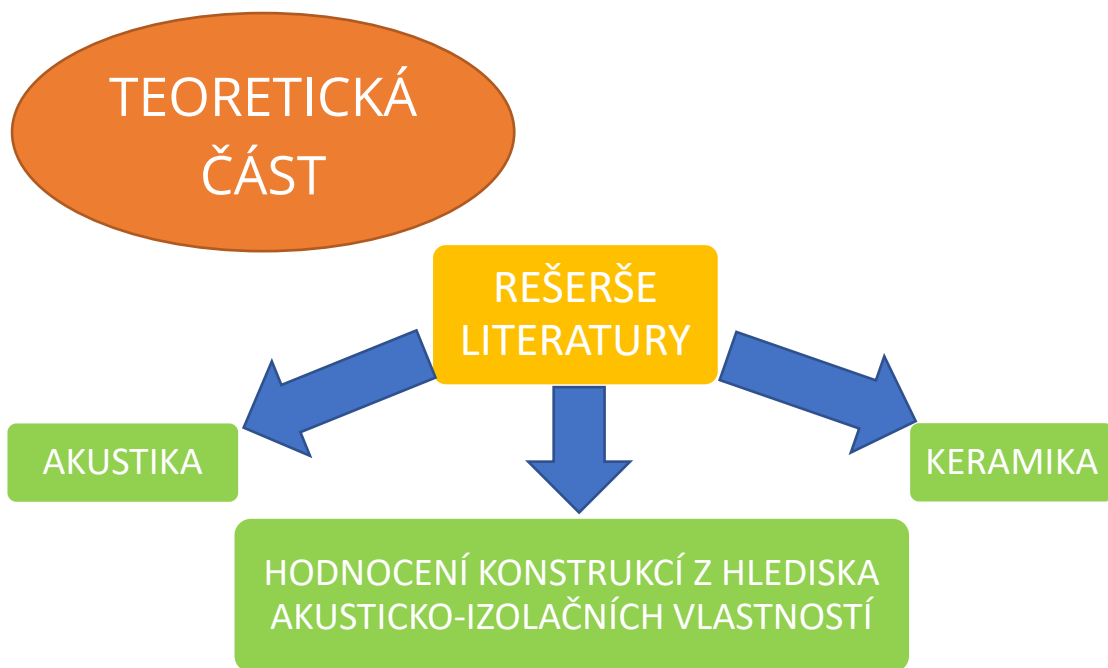 TEORETICKÁ
ČÁST
REŠERŠE
LITERATURY
AKUSTIKA
KERAMIKA
HODNOCENÍ KONSTRUKCÍ Z HLEDISKA
AKUSTICKO-IZOLAČNÍCH VLASTNOSTÍ